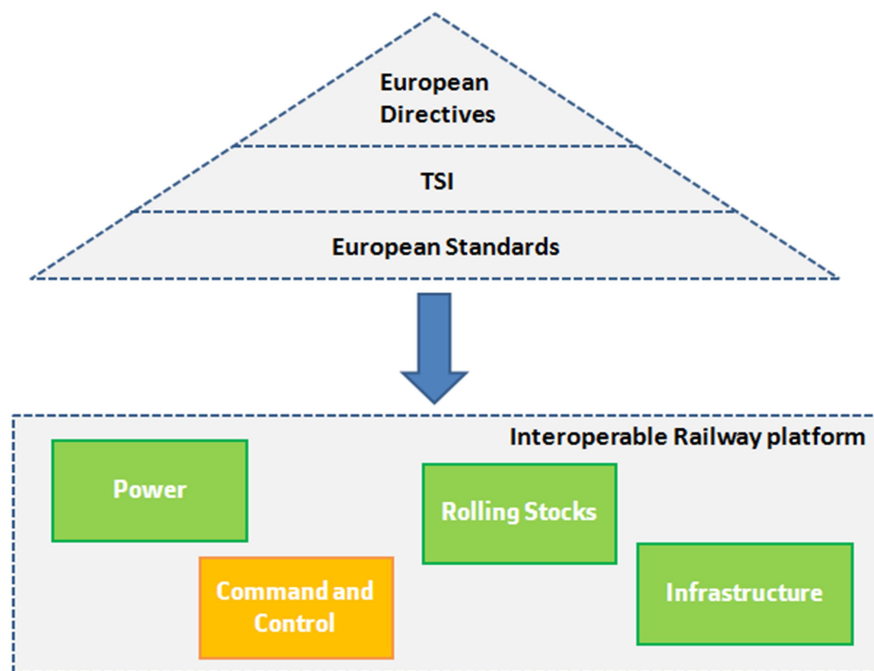 European
Directives
TSI
European Standards
Interoperable Railway platform
Power
Rolling Stocks
Command and
Control
Infrastructure